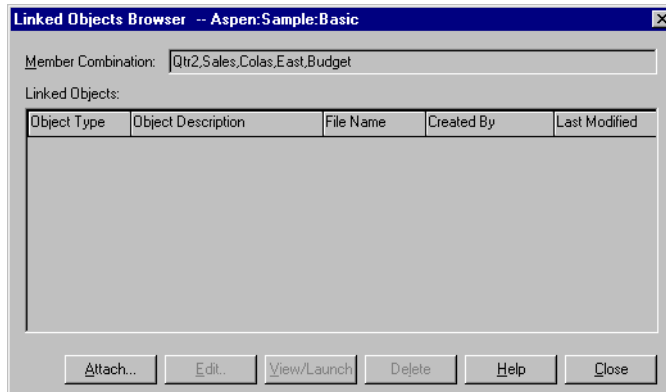 Linked Objects Browser -- Aspen:Sample:Basic
Member Combination: Qtr2,Sales,Colas,East,Budget
Linked Objects:
Object Type Object Description File Name Created By Last Modified
Attach... Edit.. View/Launch Delete Help Close